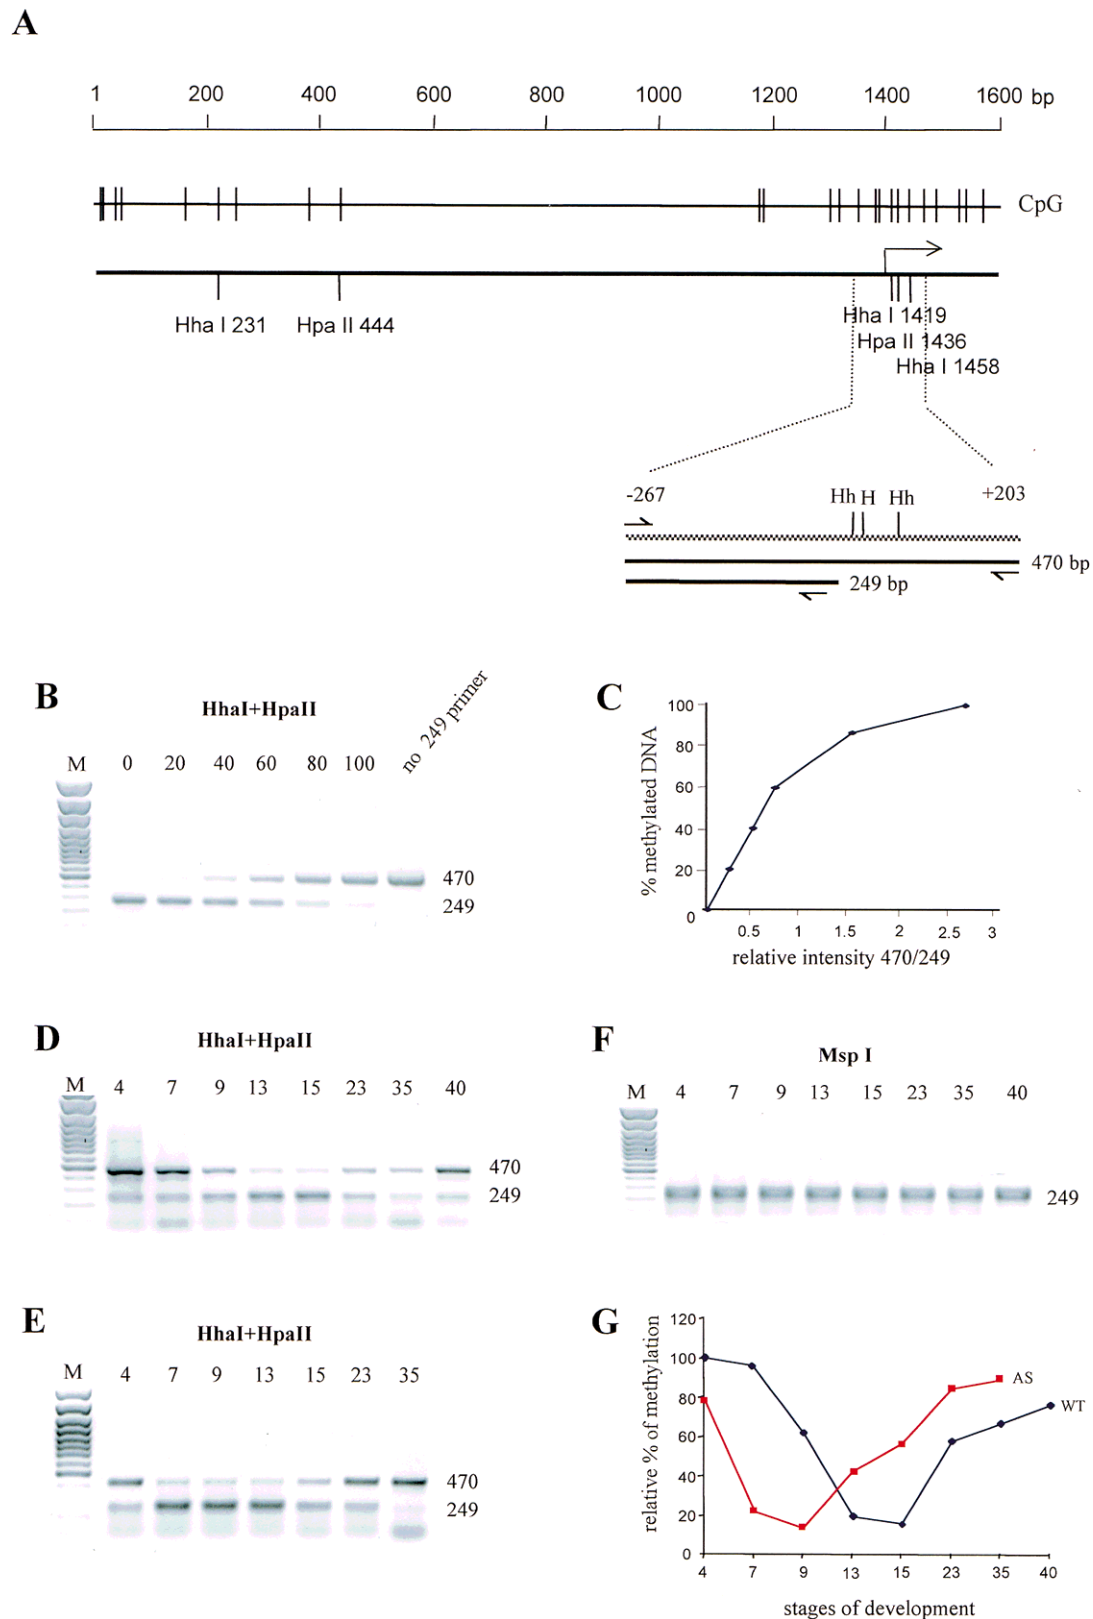 A
1 200 400 600 800 1000 1200 1400 1600 bp
CpG
Hha I 231 Hpa II 444
Hha I 1419
Hpa II 1436
Hha I 1458
-267 Hh H Hh +203
470 bp
249 bp
B
HhaI+HpaII
M 0 20 40 60 80 100 no 249 primer
470
249
C
% methylated DNA
100
80
60
40
20
0
0.5 1 1.5 2 2.5 3
relative intensity 470/249
D
HhaI+HpaII
M 4 7 9 13 15 23 35 40
470
249
F
Msp I
M 4 7 9 13 15 23 35 40
249
E
HhaI+HpaII
M 4 7 9 13 15 23 35
470
249
G
relative % of methylation
120
100
80
60
40
20
0
AS
WT
4 7 9 13 15 23 35 40
stages of development